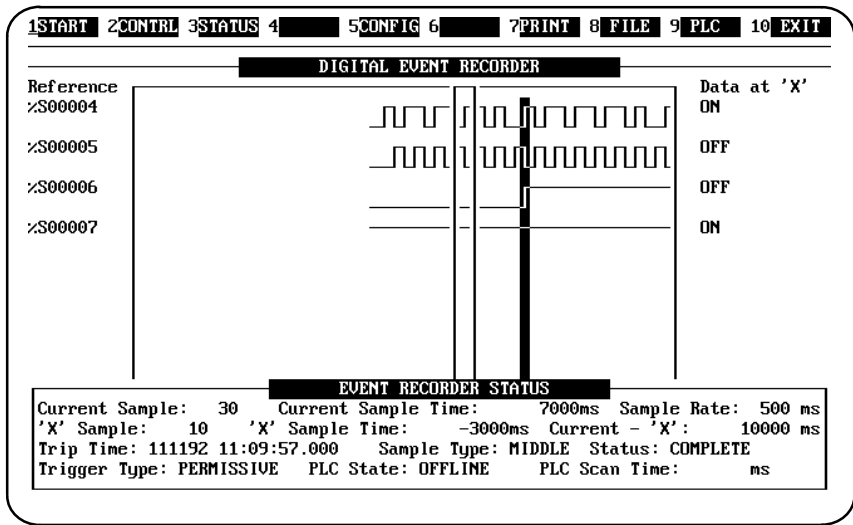 1START 2CONTRL 3STATUS 4 5CONFIG 6 7PRINT 8 FILE 9 PLC 10 EXIT
DIGITAL EVENT RECORDER
Reference Data at 'X'
%S00004 ON
%S00005 OFF
%S00006 OFF
%S00007 ON
EVENT RECORDER STATUS
Current Sample: 30 Current Sample Time: 7000ms Sample Rate: 500 ms
'X' Sample: 10 'X' Sample Time: -3000ms Current - 'X': 10000 ms
Trip Time: 111192 11:09:57.000 Sample Type: MIDDLE Status: COMPLETE
Trigger Type: PERMISSIVE PLC State: OFFLINE PLC Scan Time: ms